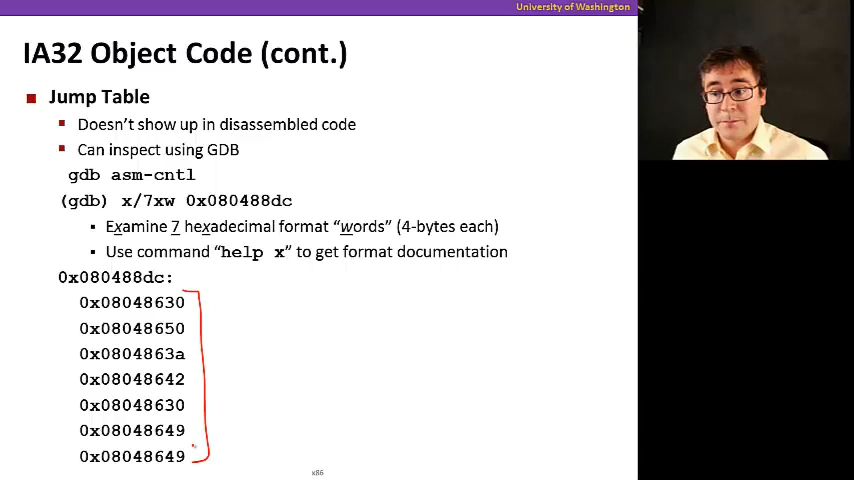 University of Washington
IA32 Object Code (cont.)
■ Jump Table
▪ Doesn't show up in disassembled code
▪ Can inspect using GDB
gdb asm-cntl
(gdb) x/7xw 0x080488dc
▪ Examine 7 hexadecimal format “words” (4-bytes each)
▪ Use command “help x” to get format documentation
0x080488dc:
0x08048630
0x08048650
0x0804863a
0x08048642
0x08048630
0x08048649
0x08048649
x86